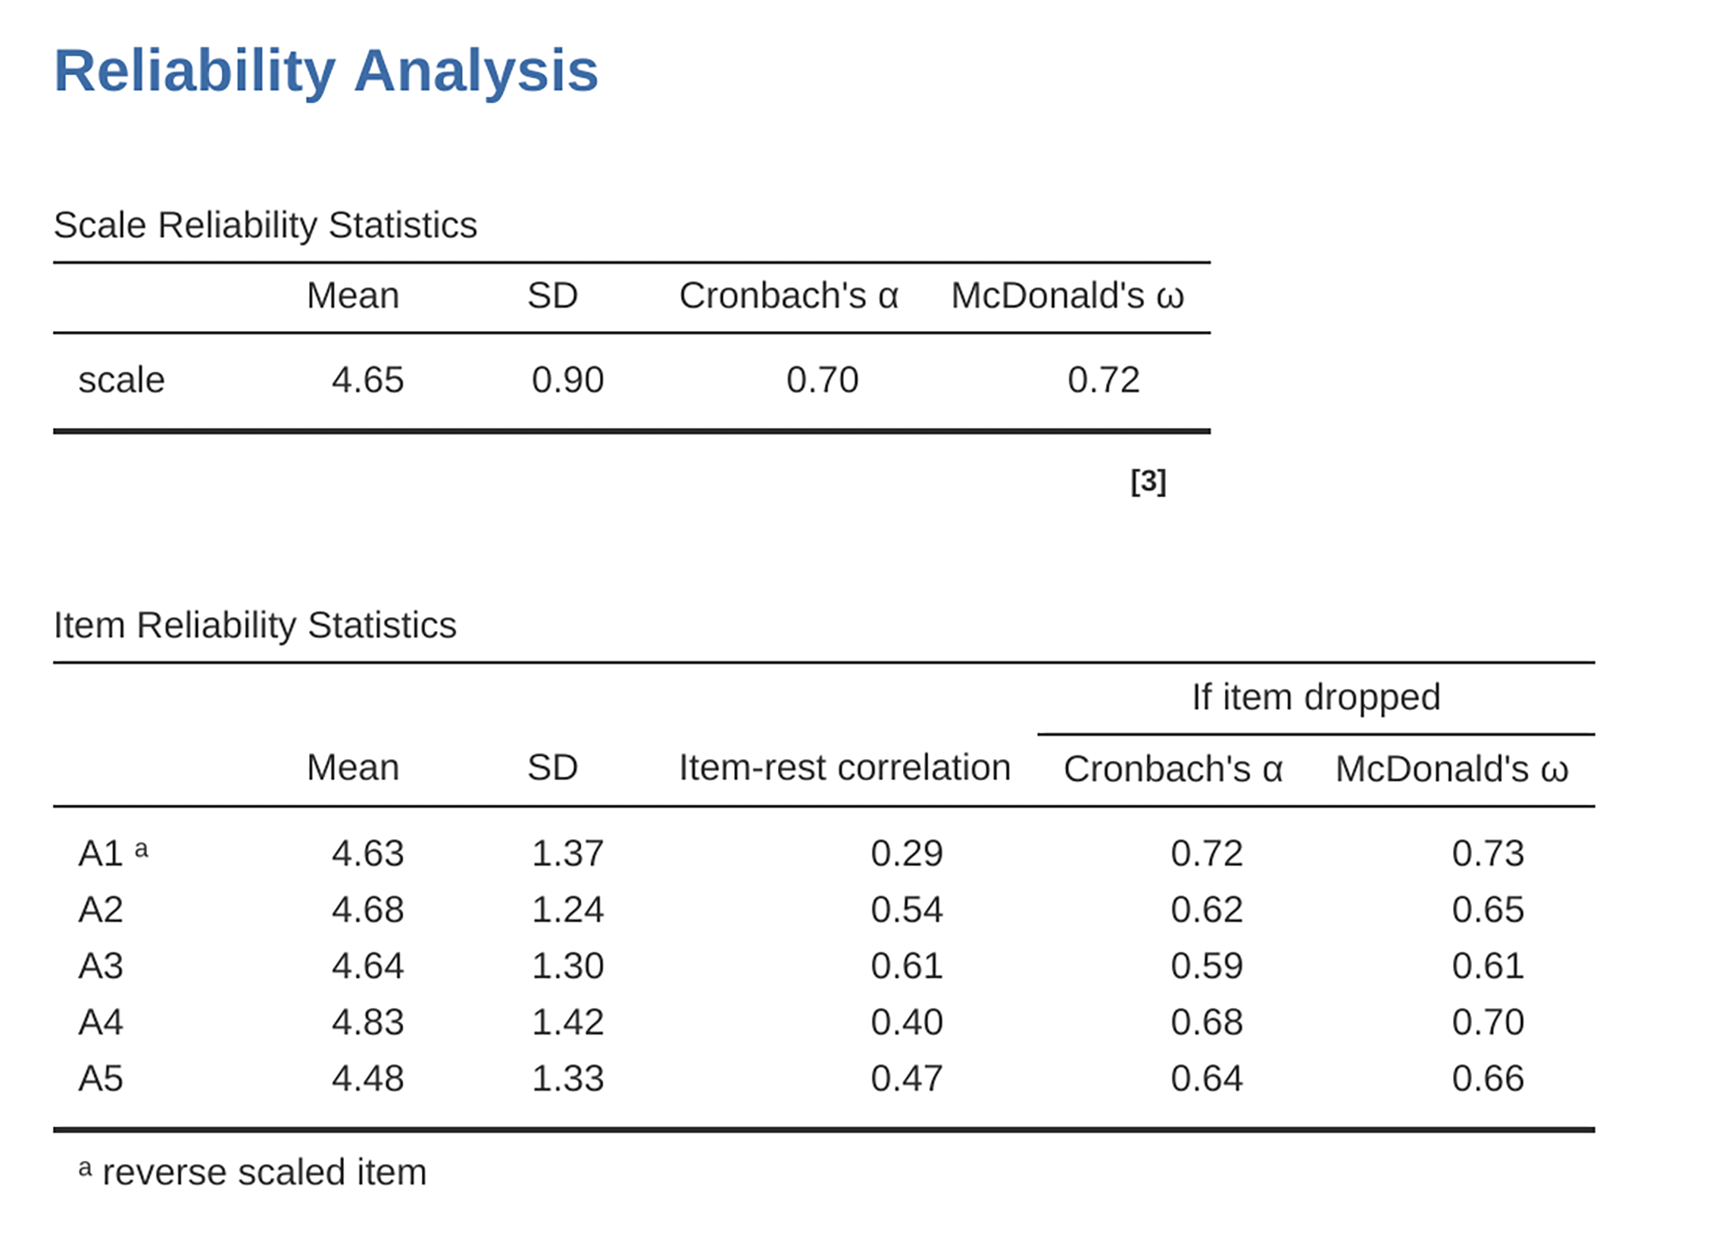 Reliability Analysis
Scale Reliability Statistics
Mean SD Cronbach's α McDonald's ω
scale 4.65 0.90 0.70 0.72
[3]
Item Reliability Statistics
If item dropped
Mean SD Item-rest correlation Cronbach's α McDonald's ω
A1 ᵃ 4.63 1.37 0.29 0.72 0.73
A2 4.68 1.24 0.54 0.62 0.65
A3 4.64 1.30 0.61 0.59 0.61
A4 4.83 1.42 0.40 0.68 0.70
A5 4.48 1.33 0.47 0.64 0.66
ᵃ reverse scaled item